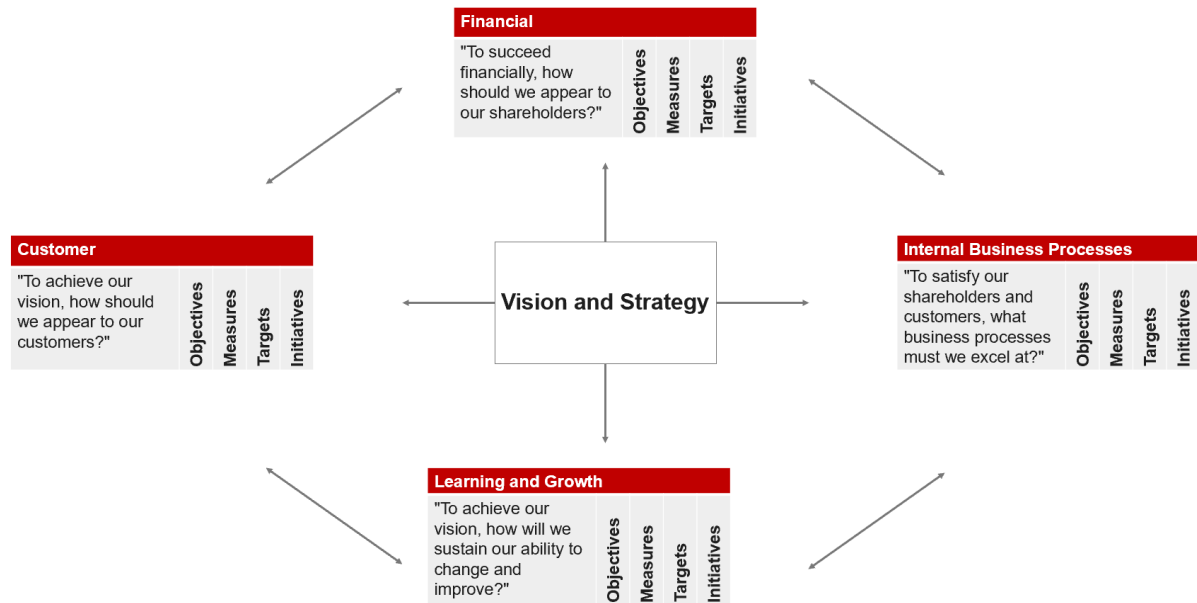 Financial
"To succeed
financially, how
should we appear to
our shareholders?"
Objectives
Measures
Targets
Initiatives
Customer
"To achieve our
vision, how should
we appear to our
customers?"
Objectives
Measures
Targets
Initiatives
Vision and Strategy
Internal Business Processes
"To satisfy our
shareholders and
customers, what
business processes
must we excel at?"
Objectives
Measures
Targets
Initiatives
Learning and Growth
"To achieve our
vision, how will we
sustain our ability to
change and
improve?"
Objectives
Measures
Targets
Initiatives